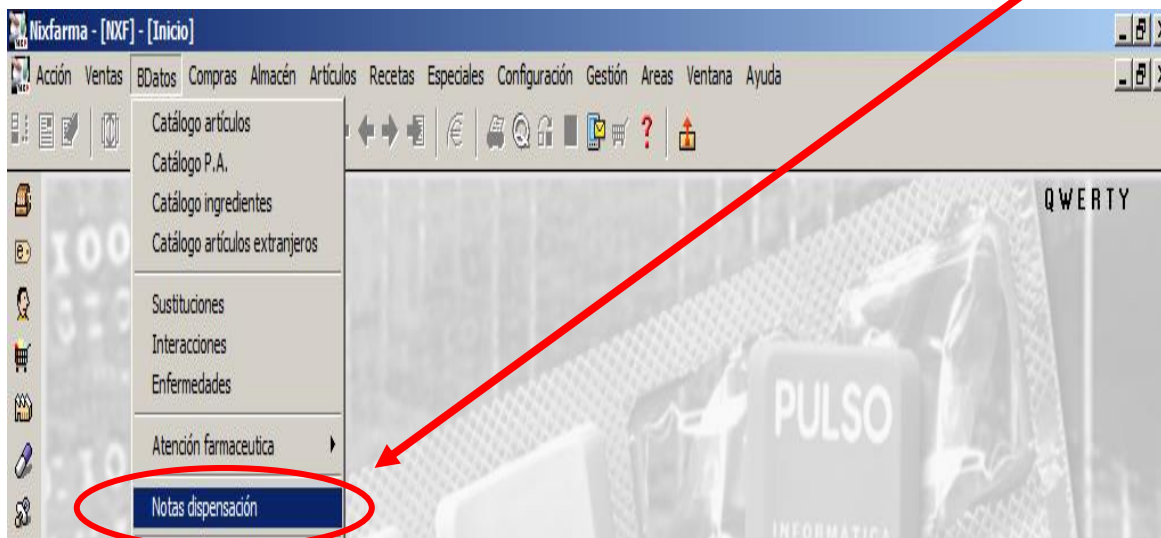 Nixfarma - [NXF] - [Inicio]
Acción Ventas BDatos Compras Almacén Artículos Recetas Especiales Configuración Gestión Areas Ventana Ayuda
Catálogo artículos
Catálogo P.A.
Catálogo ingredientes
Catálogo artículos extranjeros
QWERTY
Sustituciones
Interacciones
Enfermedades
PULSO
Atención farmaceutica
Notas dispensación
INFORMATICA